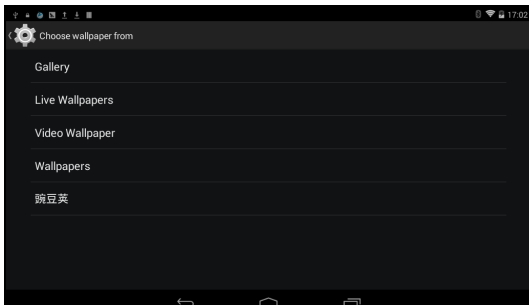 17:02
Choose wallpaper from
Gallery
Live Wallpapers
Video Wallpaper
Wallpapers
豌豆荚